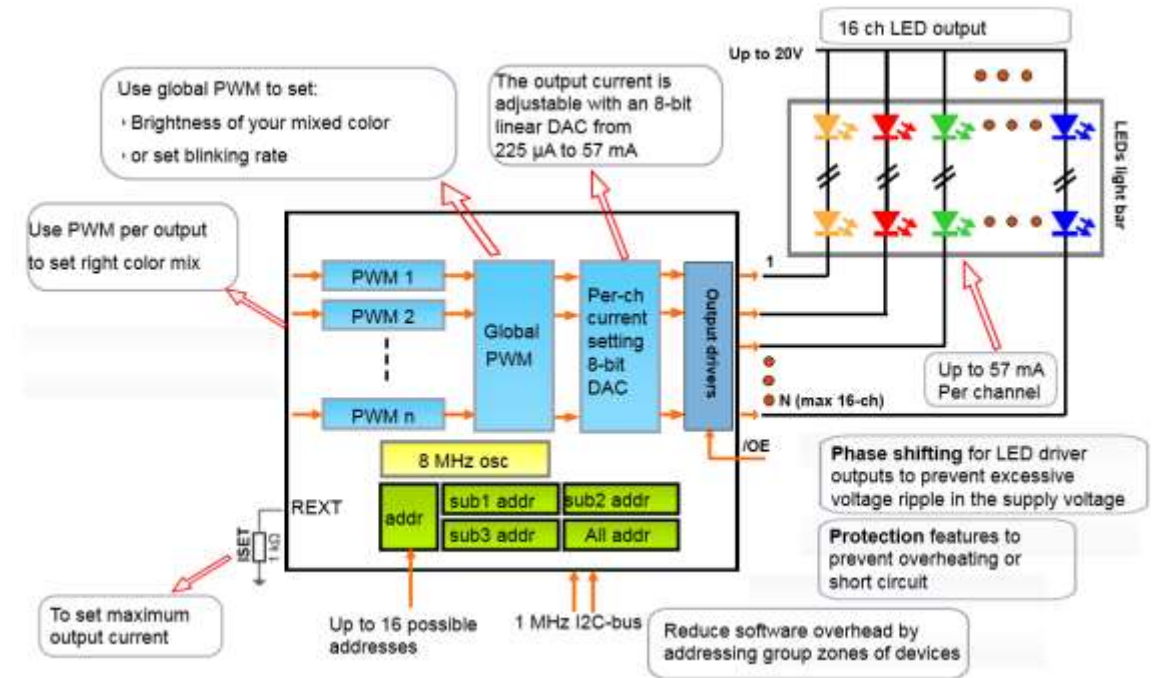 16 ch LED output
Up to 20V
Use global PWM to set:
› Brightness of your mixed color
› or set blinking rate
The output current is
adjustable with an 8-bit
linear DAC from
225 µA to 57 mA
LEDs light bar
Use PWM per output
to set right color mix
PWM 1
PWM 2
PWM n
Global
PWM
Per-ch
current
setting
8-bit
DAC
Output drivers
1
N (max 16-ch)
/OE
Up to 57 mA
Per channel
8 MHz osc
addr
sub1 addr
sub2 addr
sub3 addr
All addr
REXT
ISET
1 kΩ
To set maximum
output current
Up to 16 possible
addresses
1 MHz I2C-bus
Phase shifting for LED driver
outputs to prevent excessive
voltage ripple in the supply voltage
Protection features to
prevent overheating or
short circuit
Reduce software overhead by
addressing group zones of devices